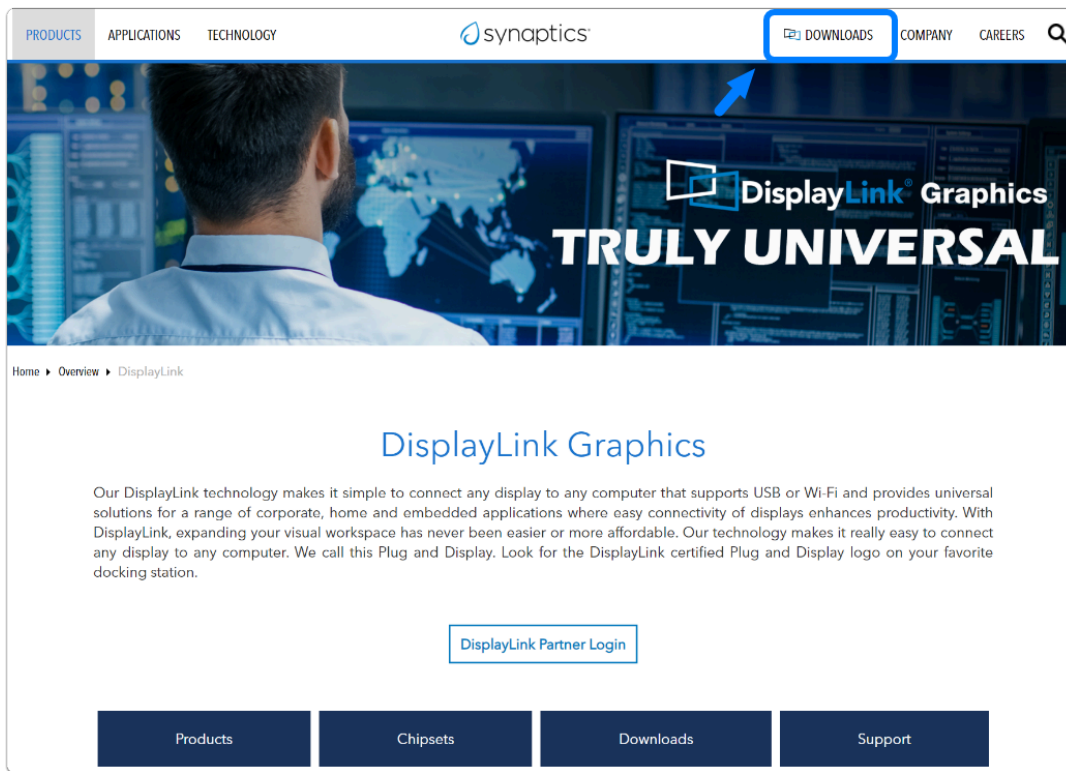 PRODUCTS APPLICATIONS TECHNOLOGY synaptics DOWNLOADS COMPANY CAREERS
DisplayLink® Graphics
TRULY UNIVERSAL
Home ▸ Overview ▸ DisplayLink
DisplayLink Graphics
Our DisplayLink technology makes it simple to connect any display to any computer that supports USB or Wi-Fi and provides universal
solutions for a range of corporate, home and embedded applications where easy connectivity of displays enhances productivity. With
DisplayLink, expanding your visual workspace has never been easier or more affordable. Our technology makes it really easy to connect
any display to any computer. We call this Plug and Display. Look for the DisplayLink certified Plug and Display logo on your favorite
docking station.
DisplayLink Partner Login
Products Chipsets Downloads Support